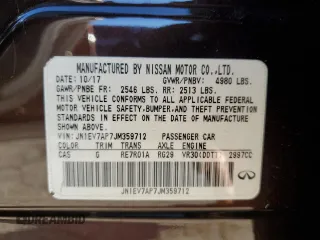 MANUFACTURED BY NISSAN MOTOR CO., LTD.
DATE: 10/17 GVWR/PNBV: 4980 LBS.
GAWR/PNBE FR: 2546 LBS. RR: 2513 LBS.
THIS VEHICLE CONFORMS TO ALL APPLICABLE FEDERAL MOTOR
VEHICLE SAFETY, BUMPER, AND THEFT PREVENTION
STANDARDS IN EFFECT ON THE DATE OF MANUFACTURE
SHOWN ABOVE.
JN1EV7AP7JM359712 PASSENGER CAR
COLOR TRIM TRANS AXLE ENGINE
CAS G RE7R01A RG29 VR30(DDT) 2997CC
JN1EV7AP7JM359712
INFINITI